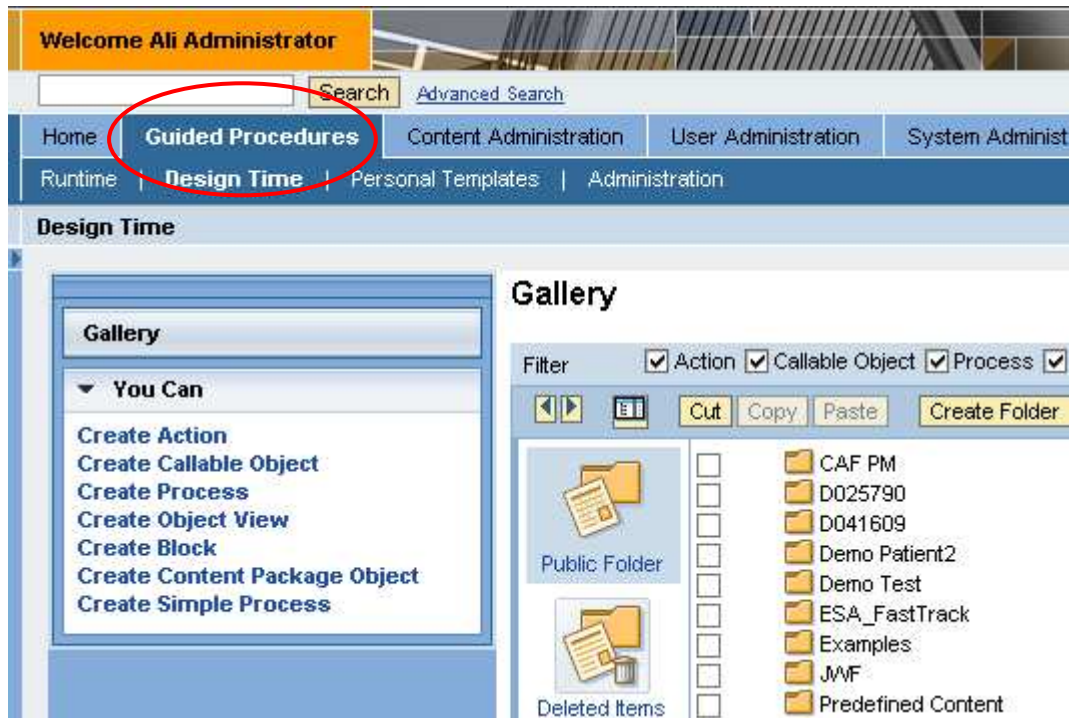 Welcome Ali Administrator
Search Advanced Search
Home Guided Procedures Content Administration User Administration System Administ
Runtime | Design Time | Personal Templates | Administration
Design Time
Gallery
You Can
Create Action
Create Callable Object
Create Process
Create Object View
Create Block
Create Content Package Object
Create Simple Process
Gallery
Filter Action Callable Object Process
Cut Copy Paste Create Folder
Public Folder
Deleted Items
CAF PM
D025790
D041609
Demo Patient2
Demo Test
ESA_FastTrack
Examples
JWF
Predefined Content